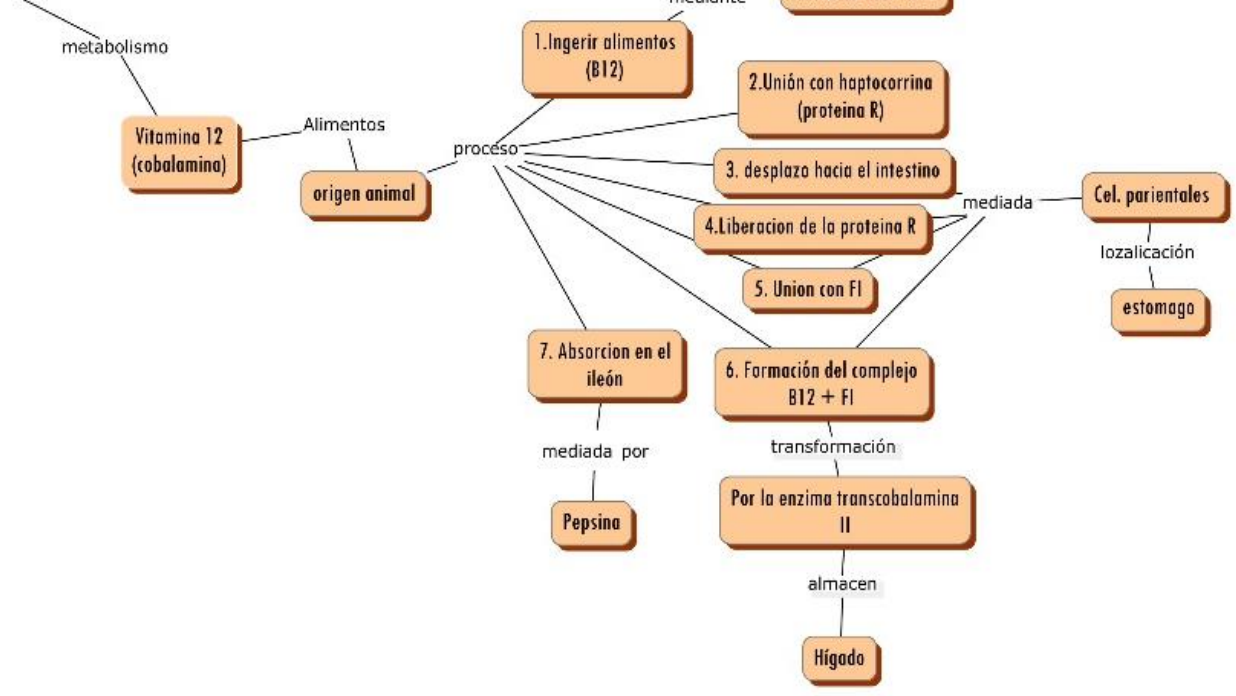 mediante
metabolismo
1.Ingerir alimentos
(B12)
2.Unión con haptocorrina
(proteina R)
Vitamina 12
(cobalamina)
Alimentos
origen animal
proceso
3. desplazo hacia el intestino
4.Liberacion de la proteina R
5. Union con FI
mediada
Cel. parientales
lozalicación
estomago
7. Absorcion en el
ileón
6. Formación del complejo
B12 + FI
mediada por
Pepsina
transformación
Por la enzima transcobalamina
II
almacen
Hígado